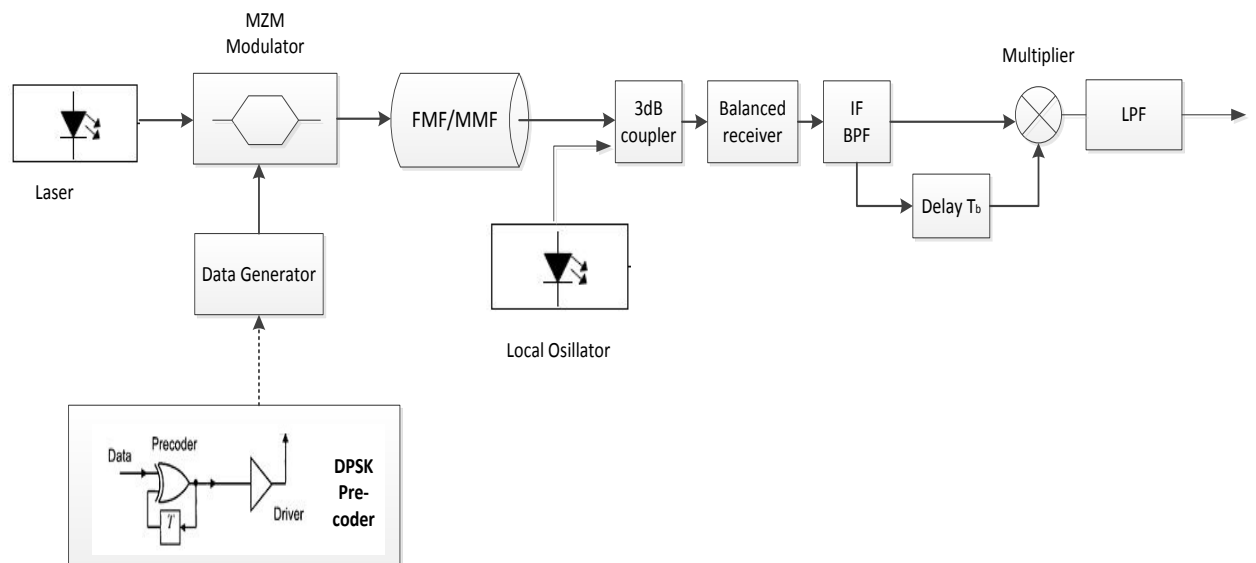 MZM
Modulator
Laser
FMF/MMF
3dB
coupler
Balanced
receiver
IF
BPF
Multiplier
LPF
Delay Tb
Data Generator
Local Osillator
Precoder
Data
T
Driver
DPSK
Pre-
coder